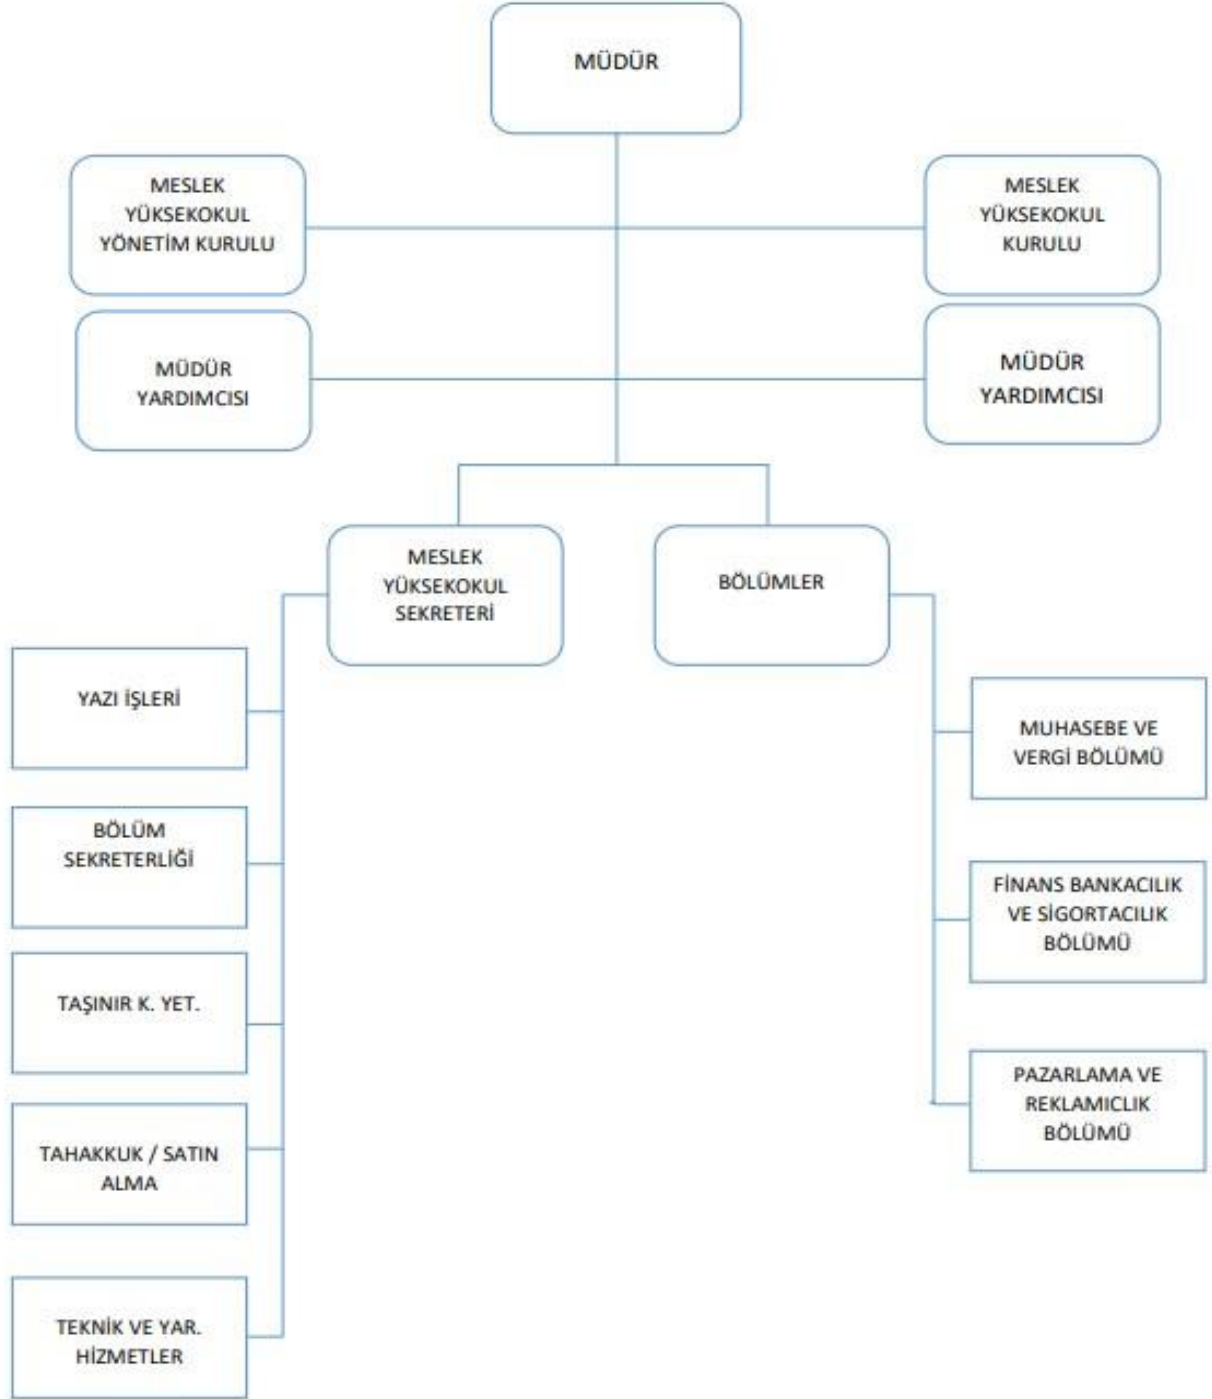 MÜDÜR
MESLEK
YÜKSEKOKUL
YÖNETİM KURULU
MESLEK
YÜKSEKOKUL
KURULU
MÜDÜR
YARDIMCISI
MÜDÜR
YARDIMCISI
MESLEK
YÜKSEKOKUL
SEKRETERİ
BÖLÜMLER
YAZI İŞLERİ
BÖLÜM
SEKRETERLİĞİ
TAŞINIR K. YET.
TAHAKKUK / SATIN
ALMA
TEKNİK VE YAR.
HİZMETLER
MUHASEBE VE
VERGİ BÖLÜMÜ
FİNANS BANKACILIK
VE SİGORTACILIK
BÖLÜMÜ
PAZARLAMA VE
REKLAMICLIK
BÖLÜMÜ